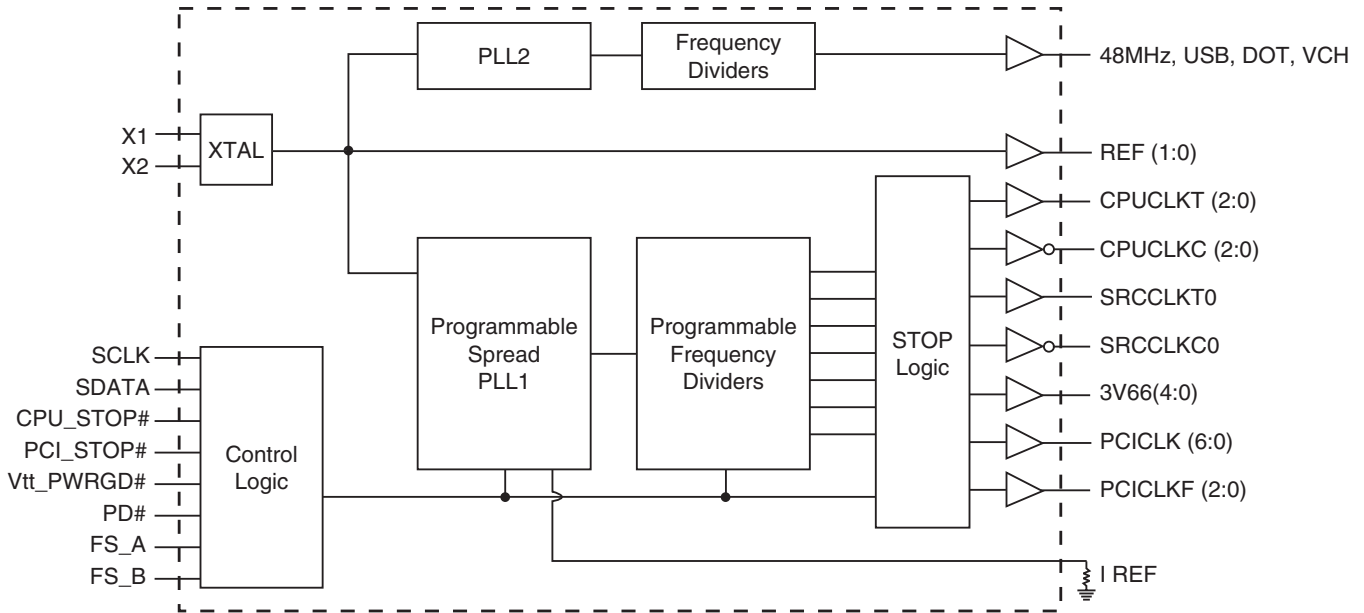 PLL2
Frequency
Dividers
48MHz, USB, DOT, VCH
X1
X2
XTAL
REF (1:0)
CPUCLKT (2:0)
CPUCLKC (2:0)
SRCCLKT0
SRCCLKC0
3V66(4:0)
PCICLK (6:0)
PCICLKF (2:0)
Programmable
Spread
PLL1
Programmable
Frequency
Dividers
STOP
Logic
SCLK
SDATA
CPU_STOP#
PCI_STOP#
Vtt_PWRGD#
PD#
FS_A
FS_B
Control
Logic
I REF